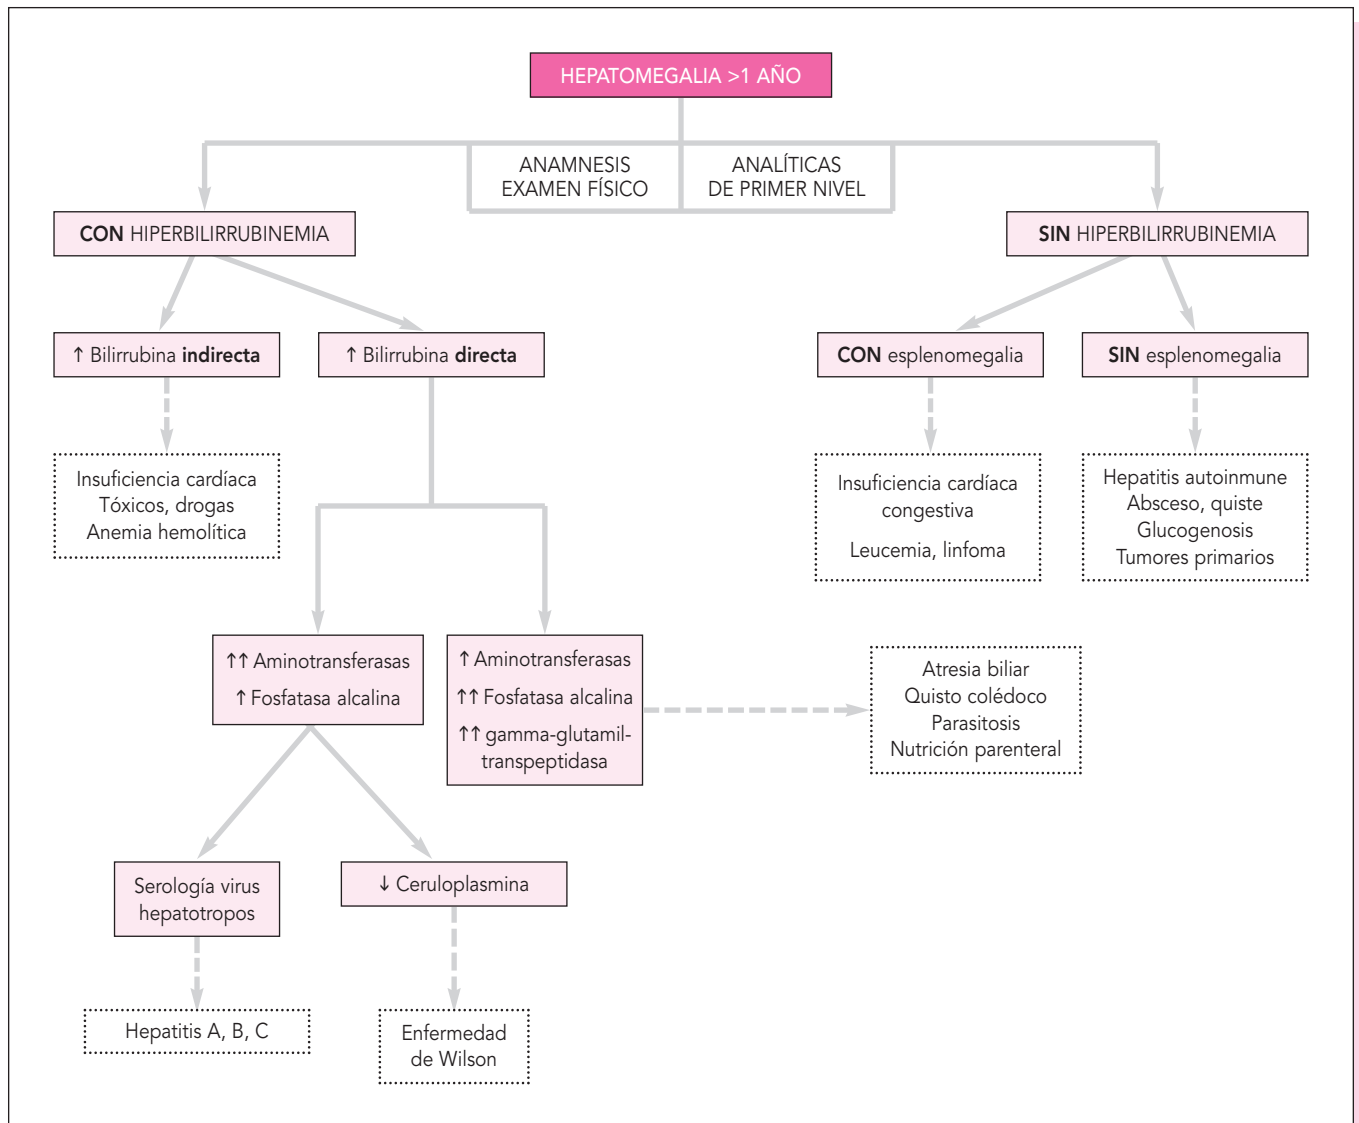 HEPATOMEGALIA >1 AÑO
ANAMNESIS
EXAMEN FÍSICO
ANALÍTICAS
DE PRIMER NIVEL
CON HIPERBILIRRUBINEMIA
SIN HIPERBILIRRUBINEMIA
↑ Bilirrubina indirecta
↑ Bilirrubina directa
CON esplenomegalia
SIN esplenomegalia
Insuficiencia cardíaca
Tóxicos, drogas
Anemia hemolítica
Insuficiencia cardíaca
congestiva
Leucemia, linfoma
Hepatitis autoinmune
Absceso, quiste
Glucogenosis
Tumores primarios
↑↑ Aminotransferasas
↑ Fosfatasa alcalina
↑ Aminotransferasas
↑↑ Fosfatasa alcalina
↑↑ gamma-glutamil-
transpeptidasa
Atresia biliar
Quisto colédoco
Parasitosis
Nutrición parenteral
Serología virus
hepatotropos
↓ Ceruloplasmina
Hepatitis A, B, C
Enfermedad
de Wilson